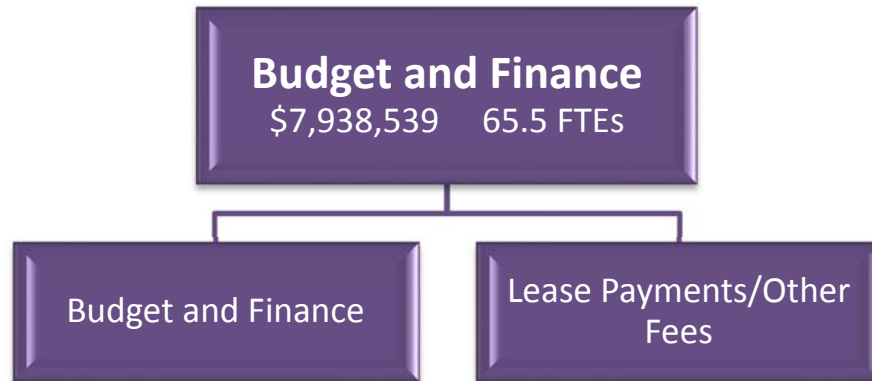 Budget and Finance
$7,938,539 65.5 FTEs
Budget and Finance
Lease Payments/Other
Fees